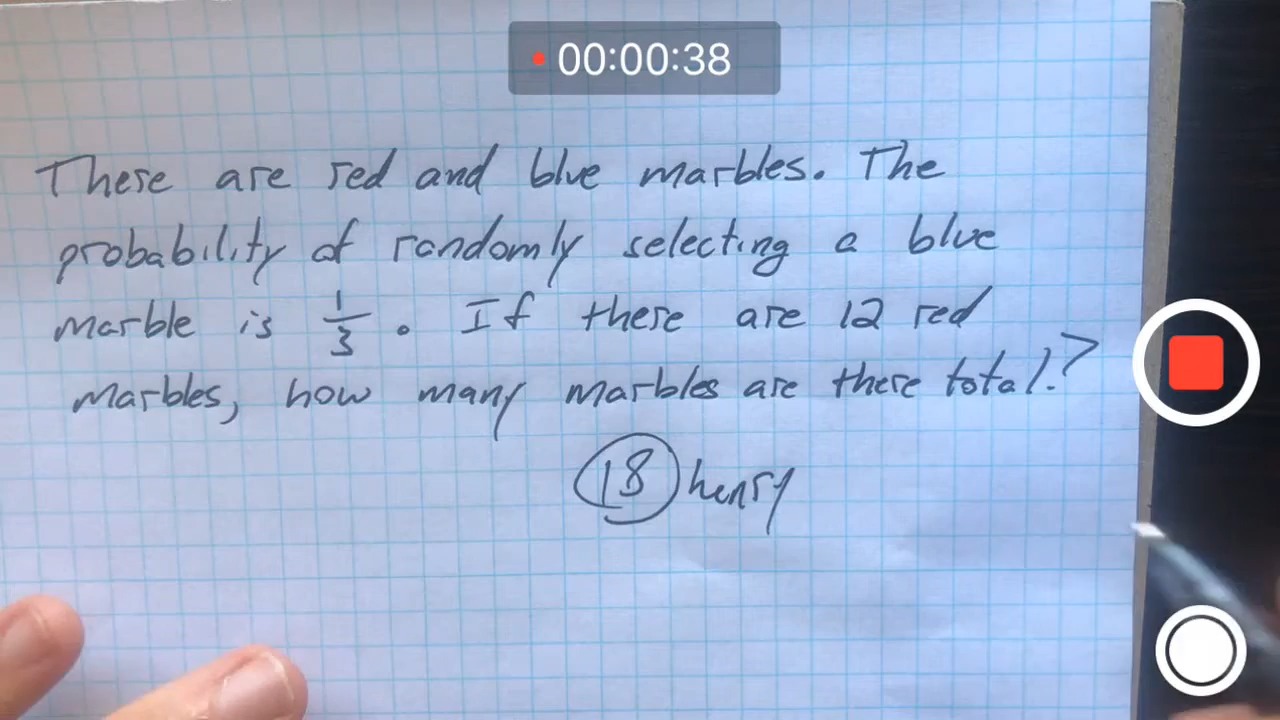 00:00:38
There are red and blue marbles. The
probability of randomly selecting a blue
marble is 1/3. If there are 12 red
marbles, how many marbles are there total?
18 henry